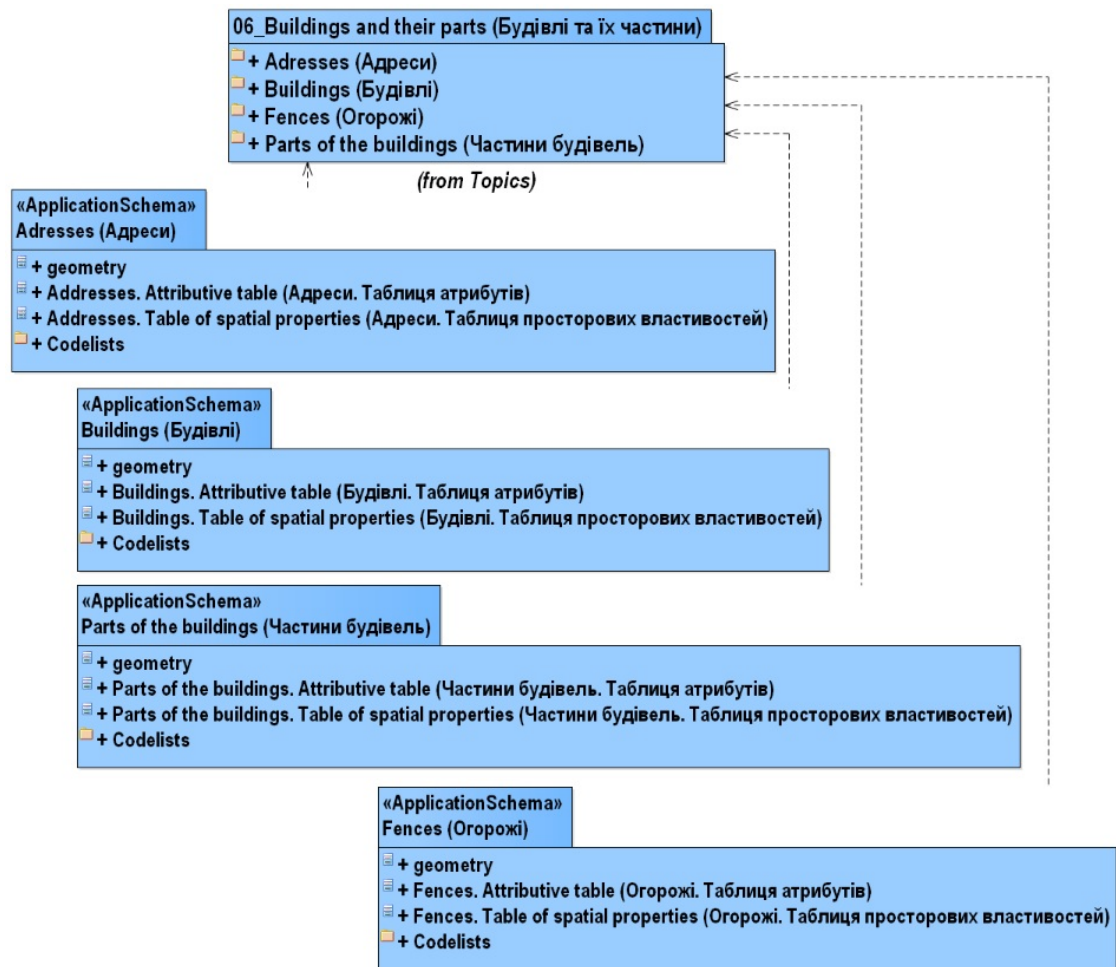 06_Buildings and their parts (Будівлі та їх частини)
+ Adresses (Адреси)
+ Buildings (Будівлі)
+ Fences (Огорожі)
+ Parts of the buildings (Частини будівель)
(from Topics)
«ApplicationSchema»
Adresses (Адреси)
+ geometry
+ Addresses. Attributive table (Адреси. Таблиця атрибутів)
+ Addresses. Table of spatial properties (Адреси. Таблиця просторових властивостей)
+ Codelists
«ApplicationSchema»
Buildings (Будівлі)
+ geometry
+ Buildings. Attributive table (Будівлі. Таблиця атрибутів)
+ Buildings. Table of spatial properties (Будівлі. Таблиця просторових властивостей)
+ Codelists
«ApplicationSchema»
Parts of the buildings (Частини будівель)
+ geometry
+ Parts of the buildings. Attributive table (Частини будівель. Таблиця атрибутів)
+ Parts of the buildings. Table of spatial properties (Частини будівель. Таблиця просторових властивостей)
+ Codelists
«ApplicationSchema»
Fences (Огорожі)
+ geometry
+ Fences. Attributive table (Огорожі. Таблиця атрибутів)
+ Fences. Table of spatial properties (Огорожі. Таблиця просторових властивостей)
+ Codelists